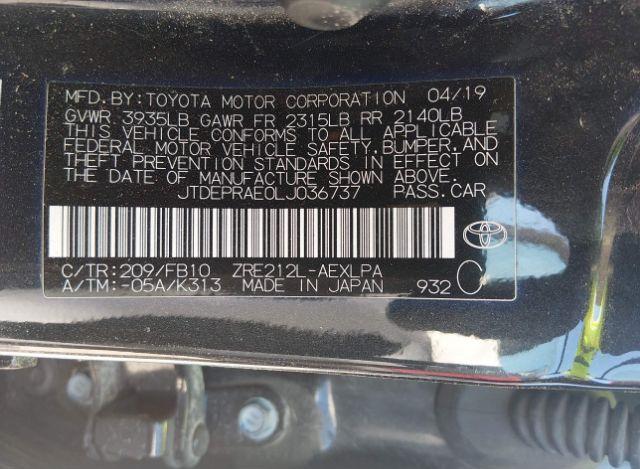 MFD.BY:TOYOTA MOTOR CORPORATION 04/19
GVWR 3935LB GAWR FR 2315LB RR 2140LB
THIS VEHICLE CONFORMS TO ALL APPLICABLE
FEDERAL MOTOR VEHICLE SAFETY,BUMPER,AND
THEFT PREVENTION STANDARDS IN EFFECT ON
THE DATE OF MANUFACTURE SHOWN ABOVE.
JTDEPRAE0LJ036737 PASS.CAR
C/TR:209/FB10 ZRE212L-AEXLPA
A/TM:-05A/K313 MADE IN JAPAN 932 C